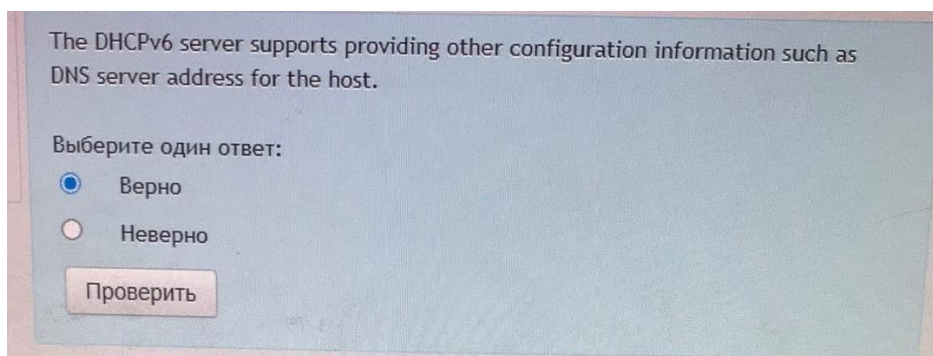 The DHCPv6 server supports providing other configuration information such as
DNS server address for the host.
Выберите один ответ:
Верно
Неверно
Проверить